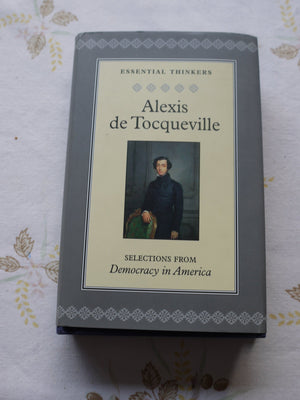 ESSENTIAL THINKERS
Alexis
de Tocqueville
SELECTIONS FROM
Democracy in America